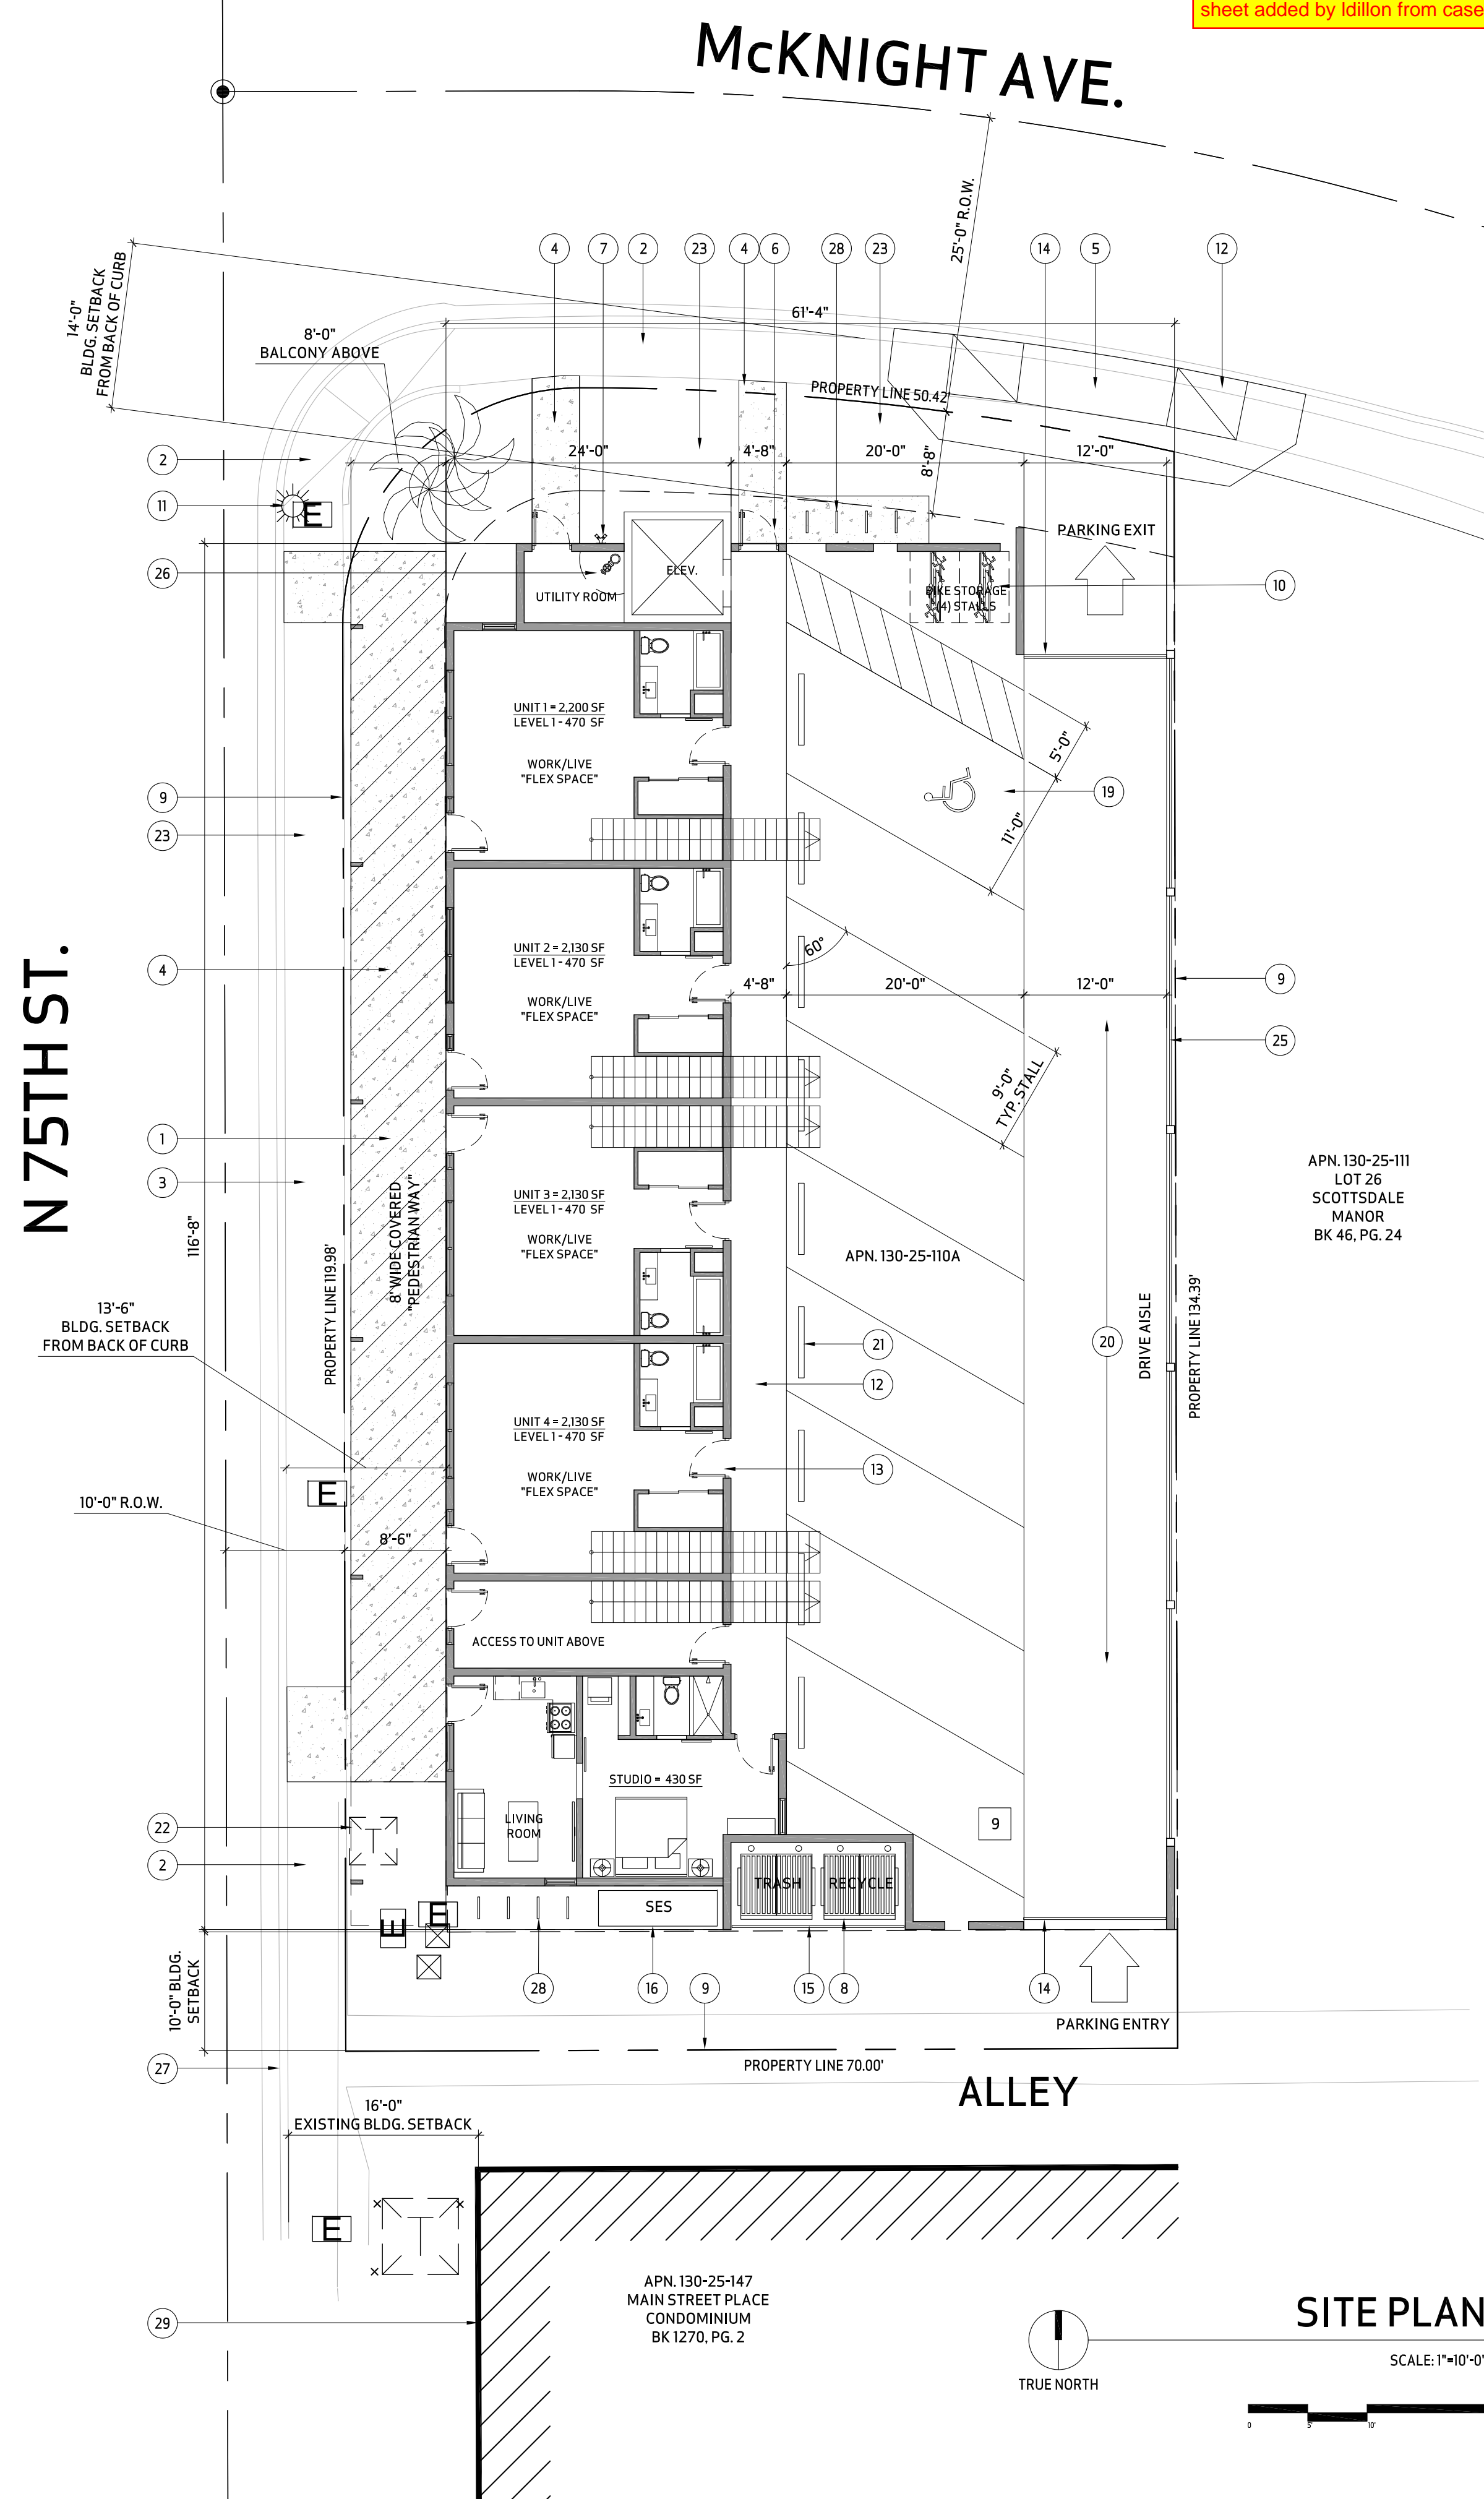 sheet added by ldillon from case
McKNIGHT AVE.
25'-0" R.O.W.
14'-0"
BLDG. SETBACK
FROM BACK OF CURB
4
7
2
23
4
6
28
23
14
5
12
61'-4"
8'-0"
BALCONY ABOVE
PROPERTY LINE 50.42'
2
24'-0"
4'-8"
20'-0"
8'-8"
12'-0"
11
E
PARKING EXIT
26
ELEV.
UTILITY ROOM
BIKE STORAGE
(4) STALLS
10
UNIT 1 = 2,200 SF
LEVEL 1 - 470 SF
WORK/LIVE
"FLEX SPACE"
5'-0"
9
19
23
11'-0"
N 75TH ST.
UNIT 2 = 2,130 SF
LEVEL 1 - 470 SF
60°
4
4'-8"
20'-0"
12'-0"
9
WORK/LIVE
"FLEX SPACE"
25
9'-0"
TYP. STALL
1
3
8' WIDE COVERED
"PEDESTRIAN WAY"
UNIT 3 = 2,130 SF
LEVEL 1 - 470 SF
WORK/LIVE
"FLEX SPACE"
APN. 130-25-110A
APN. 130-25-111
LOT 26
SCOTTSDALE
MANOR
BK 46, PG. 24
116'-8"
PROPERTY LINE 119.98'
13'-6"
BLDG. SETBACK
FROM BACK OF CURB
21
20
DRIVE AISLE
PROPERTY LINE 134.39'
12
UNIT 4 = 2,130 SF
LEVEL 1 - 470 SF
WORK/LIVE
"FLEX SPACE"
13
E
10'-0" R.O.W.
8'-6"
ACCESS TO UNIT ABOVE
STUDIO = 430 SF
LIVING
ROOM
9
22
2
TRASH
RECYCLE
SES
E
E
28
16
9
15
8
14
10'-0" BLDG.
SETBACK
PARKING ENTRY
27
PROPERTY LINE 70.00'
ALLEY
16'-0"
EXISTING BLDG. SETBACK
E
APN. 130-25-147
MAIN STREET PLACE
CONDOMINIUM
BK 1270, PG. 2
29
TRUE NORTH
SITE PLAN
SCALE: 1"=10'-0"
0
5'
10'